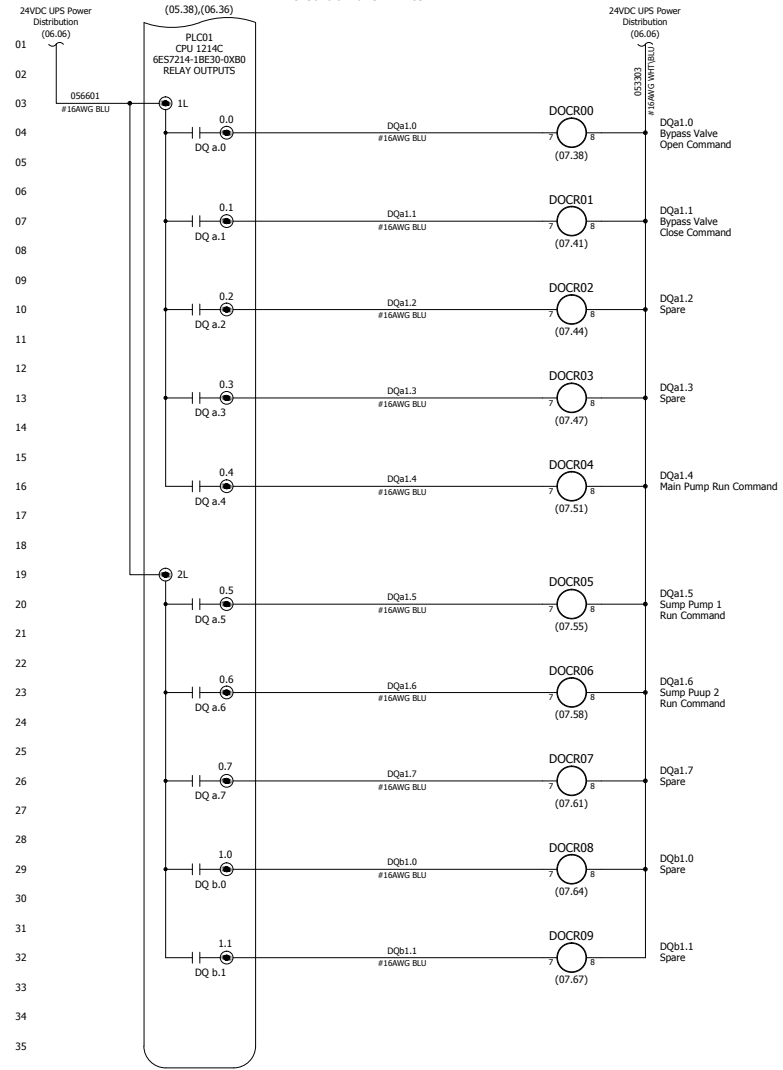 24VDC UPS Power
Distribution
(06.06)
(05.38),(06.36)
24VDC UPS Power
Distribution
(06.06)
PLC01
CPU 1214C
6ES7214-1BE30-0XB0
RELAY OUTPUTS
01
02
053303
#16AWG WHT\BLU
03
056601
#16AWG BLU
1L
04
0.0
DQ a.0
DQa1.0
#16AWG BLU
DOCR00
7
8
(07.38)
DQa1.0
Bypass Valve
Open Command
05
06
07
0.1
DQ a.1
DQa1.1
#16AWG BLU
DOCR01
7
8
(07.41)
DQa1.1
Bypass Valve
Close Command
08
09
10
0.2
DQ a.2
DQa1.2
#16AWG BLU
DOCR02
7
8
(07.44)
DQa1.2
Spare
11
12
13
0.3
DQ a.3
DQa1.3
#16AWG BLU
DOCR03
7
8
(07.47)
DQa1.3
Spare
14
15
16
0.4
DQ a.4
DQa1.4
#16AWG BLU
DOCR04
7
8
(07.51)
DQa1.4
Main Pump Run Command
17
18
19
2L
20
0.5
DQ a.5
DQa1.5
#16AWG BLU
DOCR05
7
8
(07.55)
DQa1.5
Sump Pump 1
Run Command
21
22
23
0.6
DQ a.6
DQa1.6
#16AWG BLU
DOCR06
7
8
(07.58)
DQa1.6
Sump Puup 2
Run Command
24
25
26
0.7
DQ a.7
DQa1.7
#16AWG BLU
DOCR07
7
8
(07.61)
DQa1.7
Spare
27
28
29
1.0
DQ b.0
DQb1.0
#16AWG BLU
DOCR08
7
8
(07.64)
DQb1.0
Spare
30
31
32
1.1
DQ b.1
DQb1.1
#16AWG BLU
DOCR09
7
8
(07.67)
DQb1.1
Spare
33
34
35